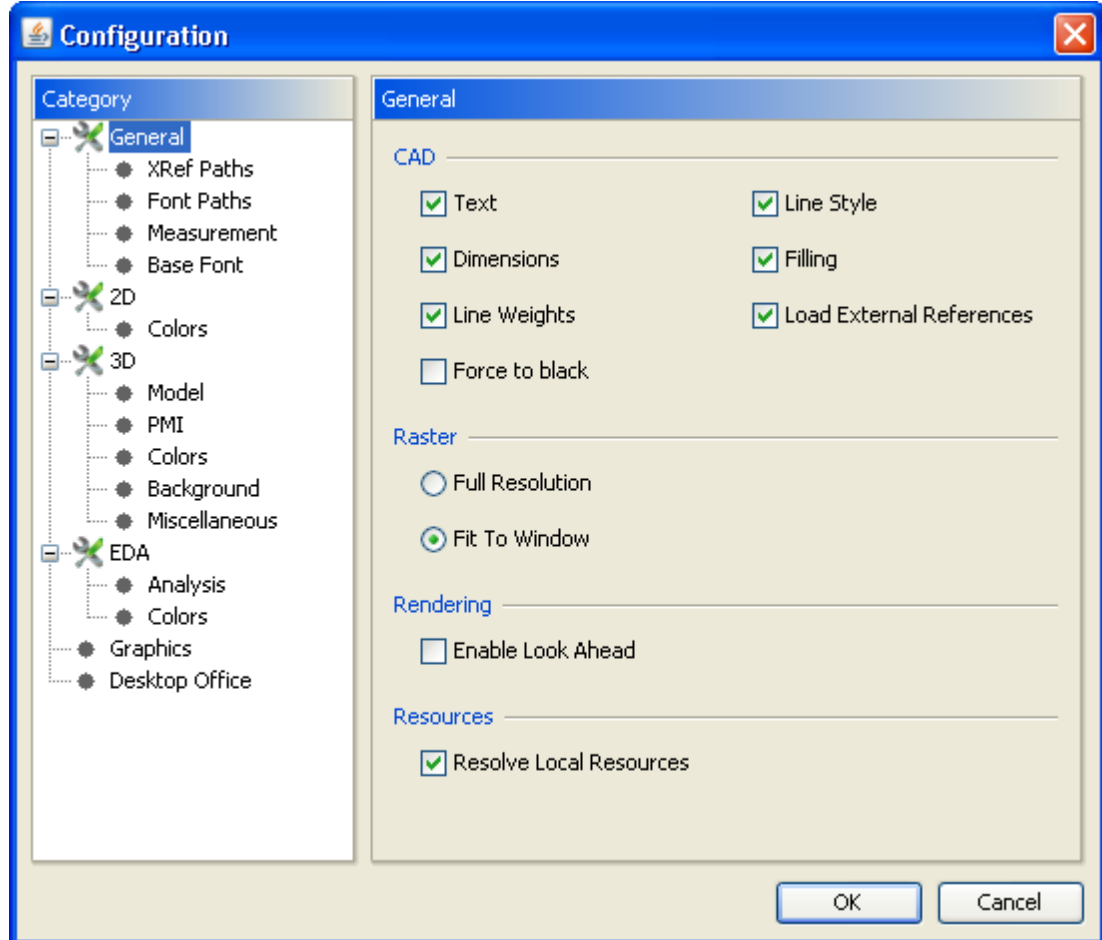 Configuration
Category
General
XRef Paths
Font Paths
Measurement
Base Font
2D
Colors
3D
Model
PMI
Colors
Background
Miscellaneous
EDA
Analysis
Colors
Graphics
Desktop Office
General
CAD
Text
Line Style
Dimensions
Filling
Line Weights
Load External References
Force to black
Raster
Full Resolution
Fit To Window
Rendering
Enable Look Ahead
Resources
Resolve Local Resources
OK
Cancel